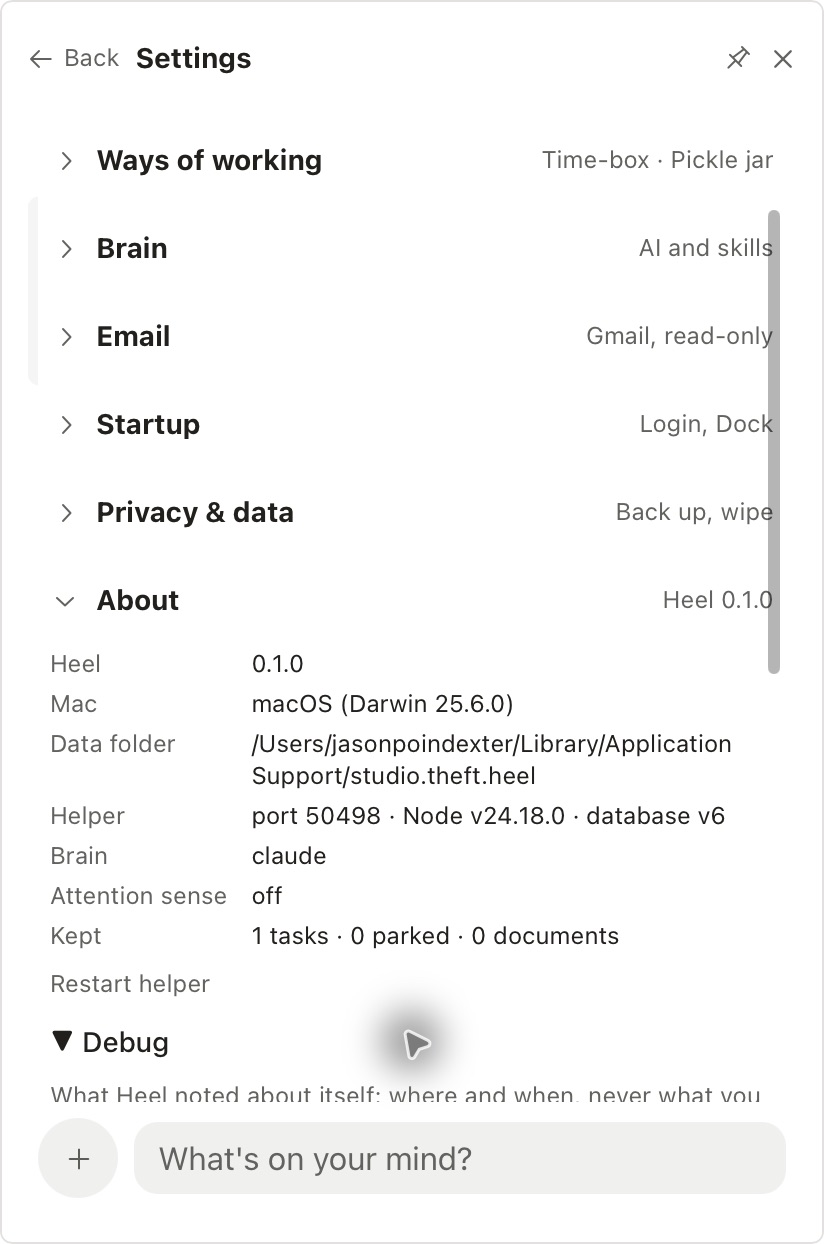 Back Settings
Ways of working Time-box · Pickle jar
Brain AI and skills
Email Gmail, read-only
Startup Login, Dock
Privacy & data Back up, wipe
About Heel 0.1.0
Heel 0.1.0
Mac macOS (Darwin 25.6.0)
Data folder /Users/jasonpoindexter/Library/Application
Support/studio.theft.heel
Helper port 50498 · Node v24.18.0 · database v6
Brain claude
Attention sense off
Kept 1 tasks · 0 parked · 0 documents
Restart helper
Debug
What Heel noted about itself: where and when, never what you
What's on your mind?